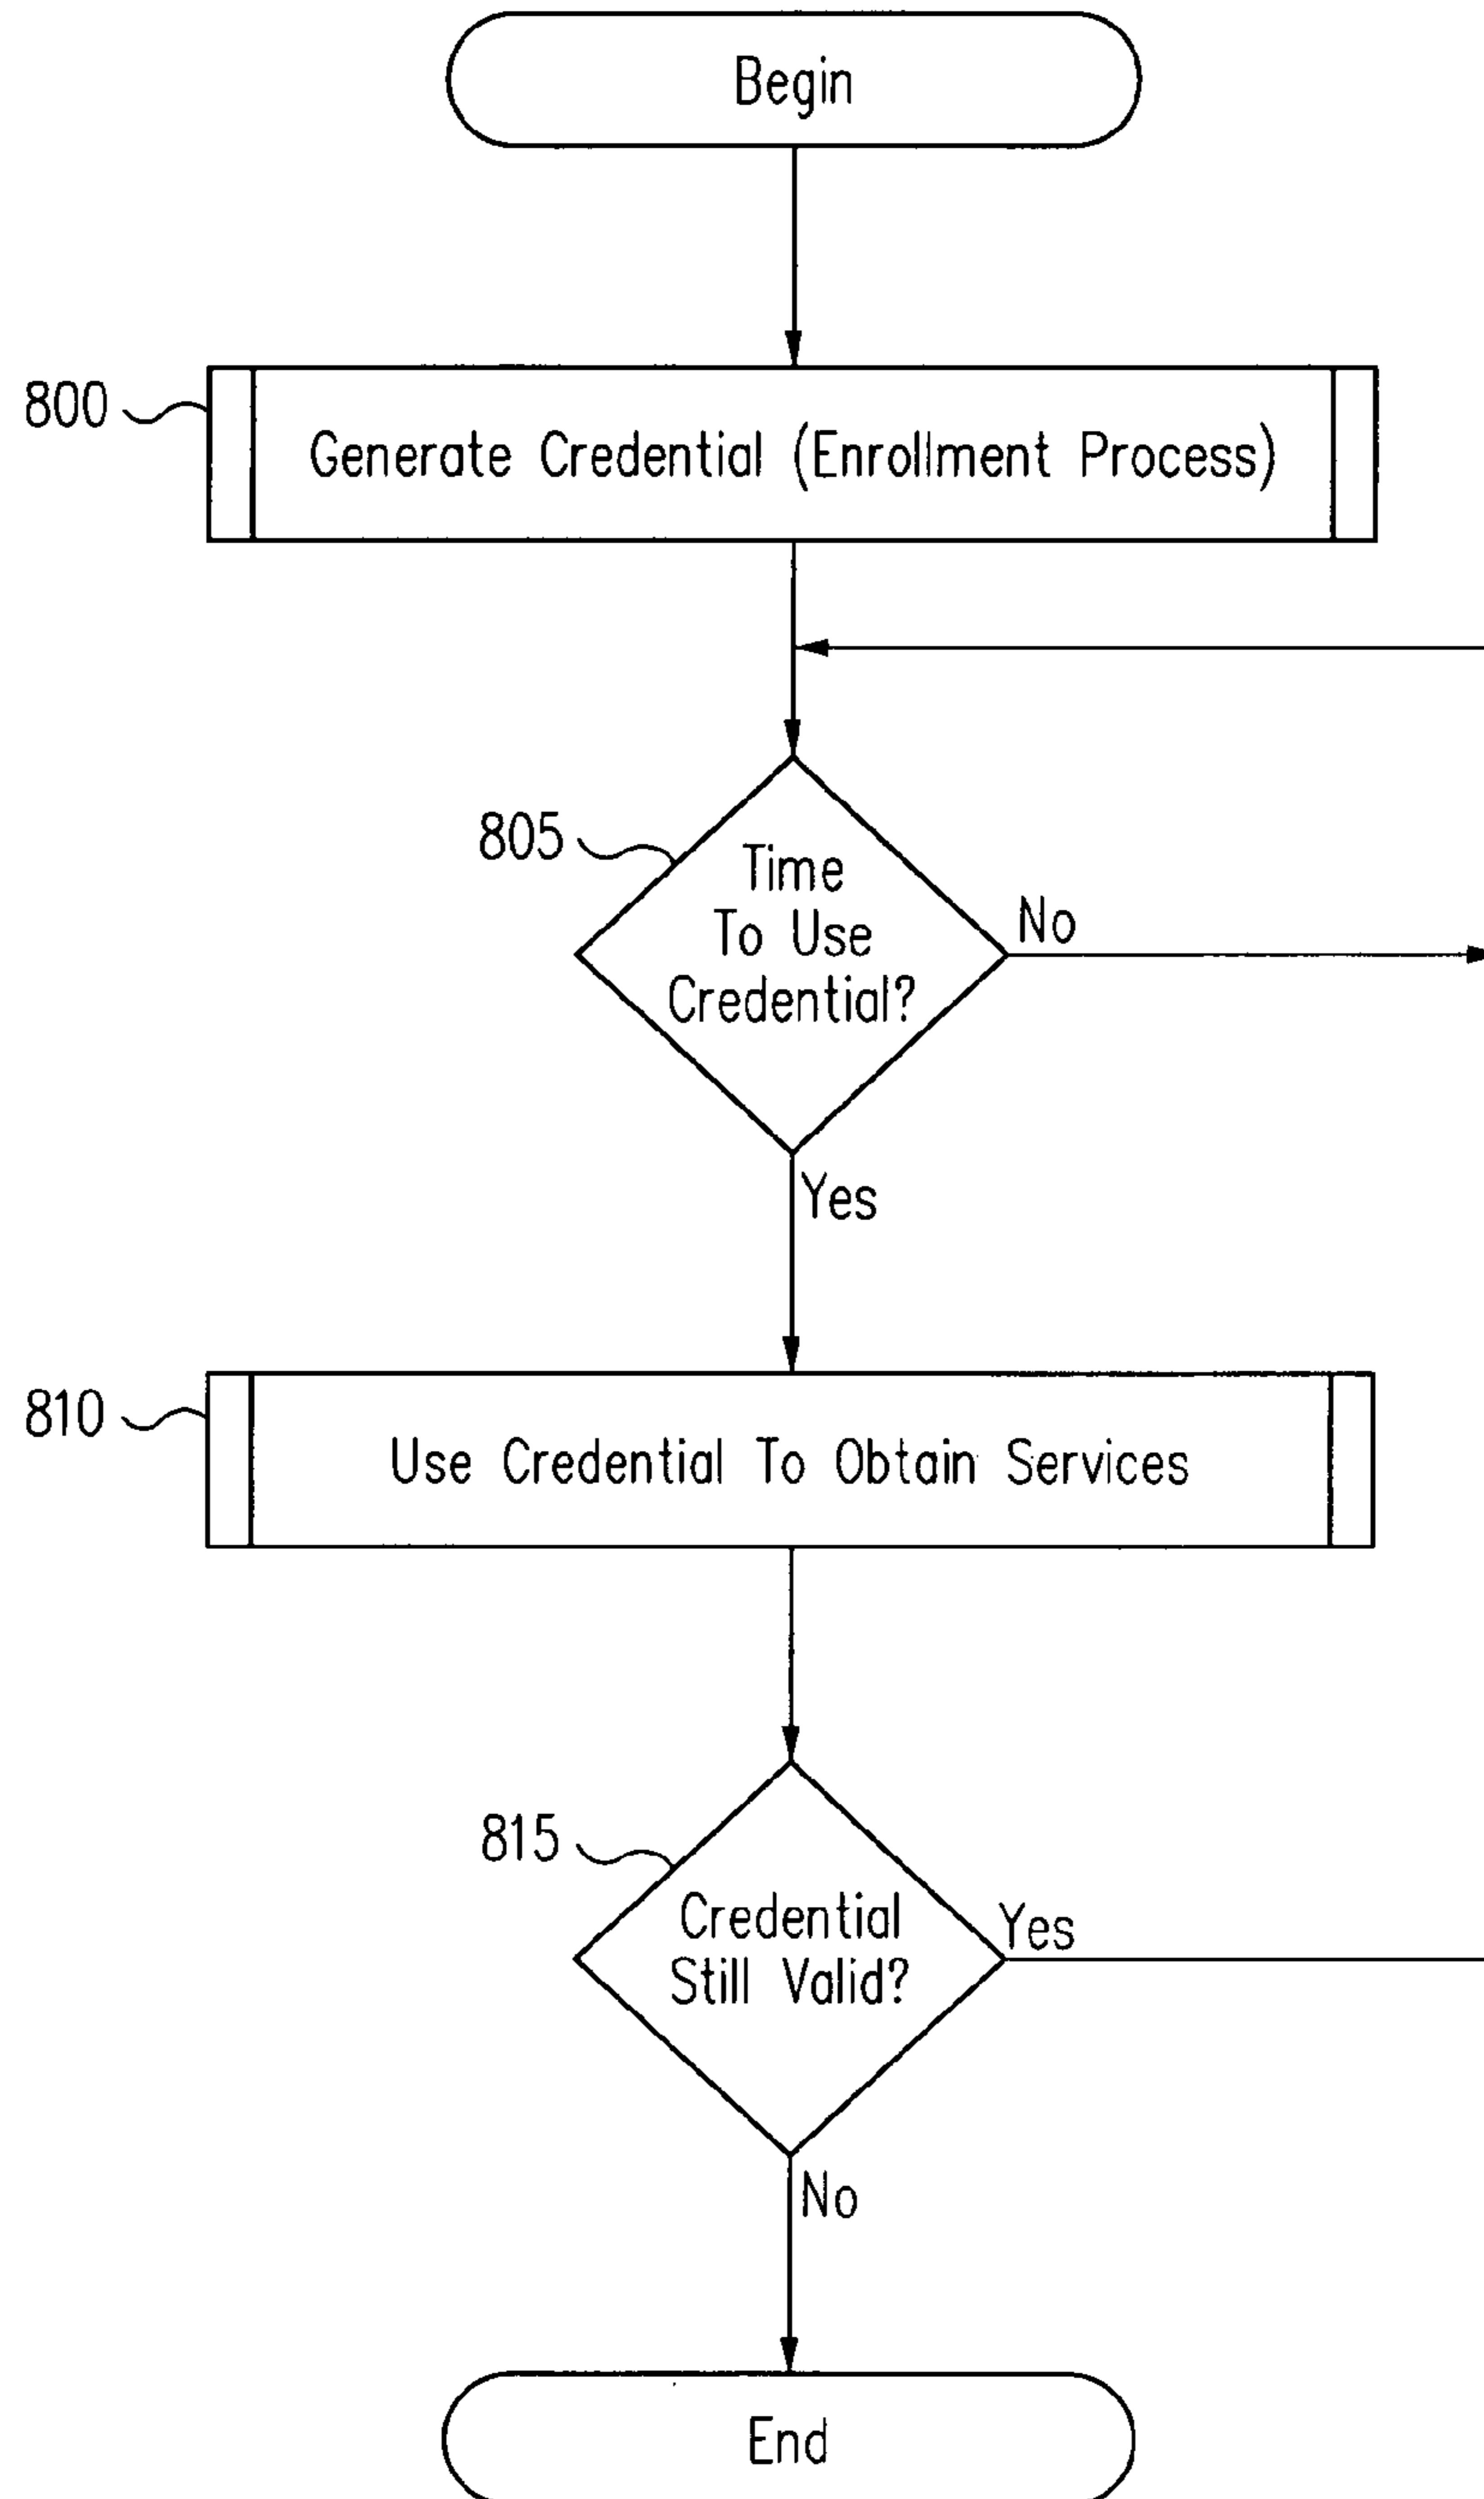 Begin
800
Generate Credential (Enrollment Process)
805
Time
To Use
Credential?
No
Yes
810
Use Credential To Obtain Services
815
Credential
Still Valid?
Yes
No
End